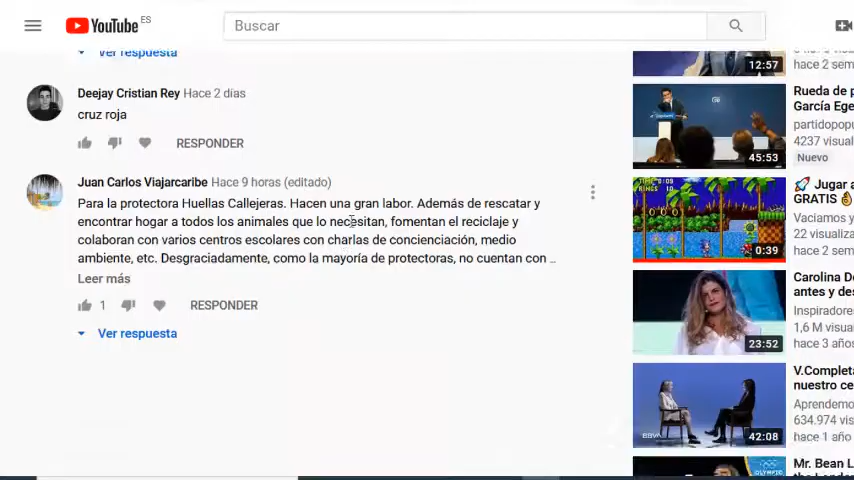 YouTube ES
Buscar
Ver respuesta
Deejay Cristian Rey Hace 2 días
cruz roja
RESPONDER
Juan Carlos Viajarcaribe Hace 9 horas (editado)
Para la protectora Huellas Callejeras. Hacen una gran labor. Además de rescatar y
encontrar hogar a todos los animales que lo necesitan, fomentan el reciclaje y
colaboran con varios centros escolares con charlas de concienciación, medio
ambiente, etc. Desgraciadamente, como la mayoría de protectoras, no cuentan con ...
Leer más
1 RESPONDER
Ver respuesta
12:57
hace 2 sem
Rueda de p
García Ege
partidopopu
4237 visuali
Nuevo
45:53
Jugar a
GRATIS
Vaciamos y
22 visualiza
hace 2 sem
0:39
Carolina De
antes y des
Inspiradores
1,6 M visua
hace 3 años
23:52
V.Completa
nuestro ce
Aprendemo
634.974 vis
hace 1 año
BBVA
42:08
Mr. Bean L